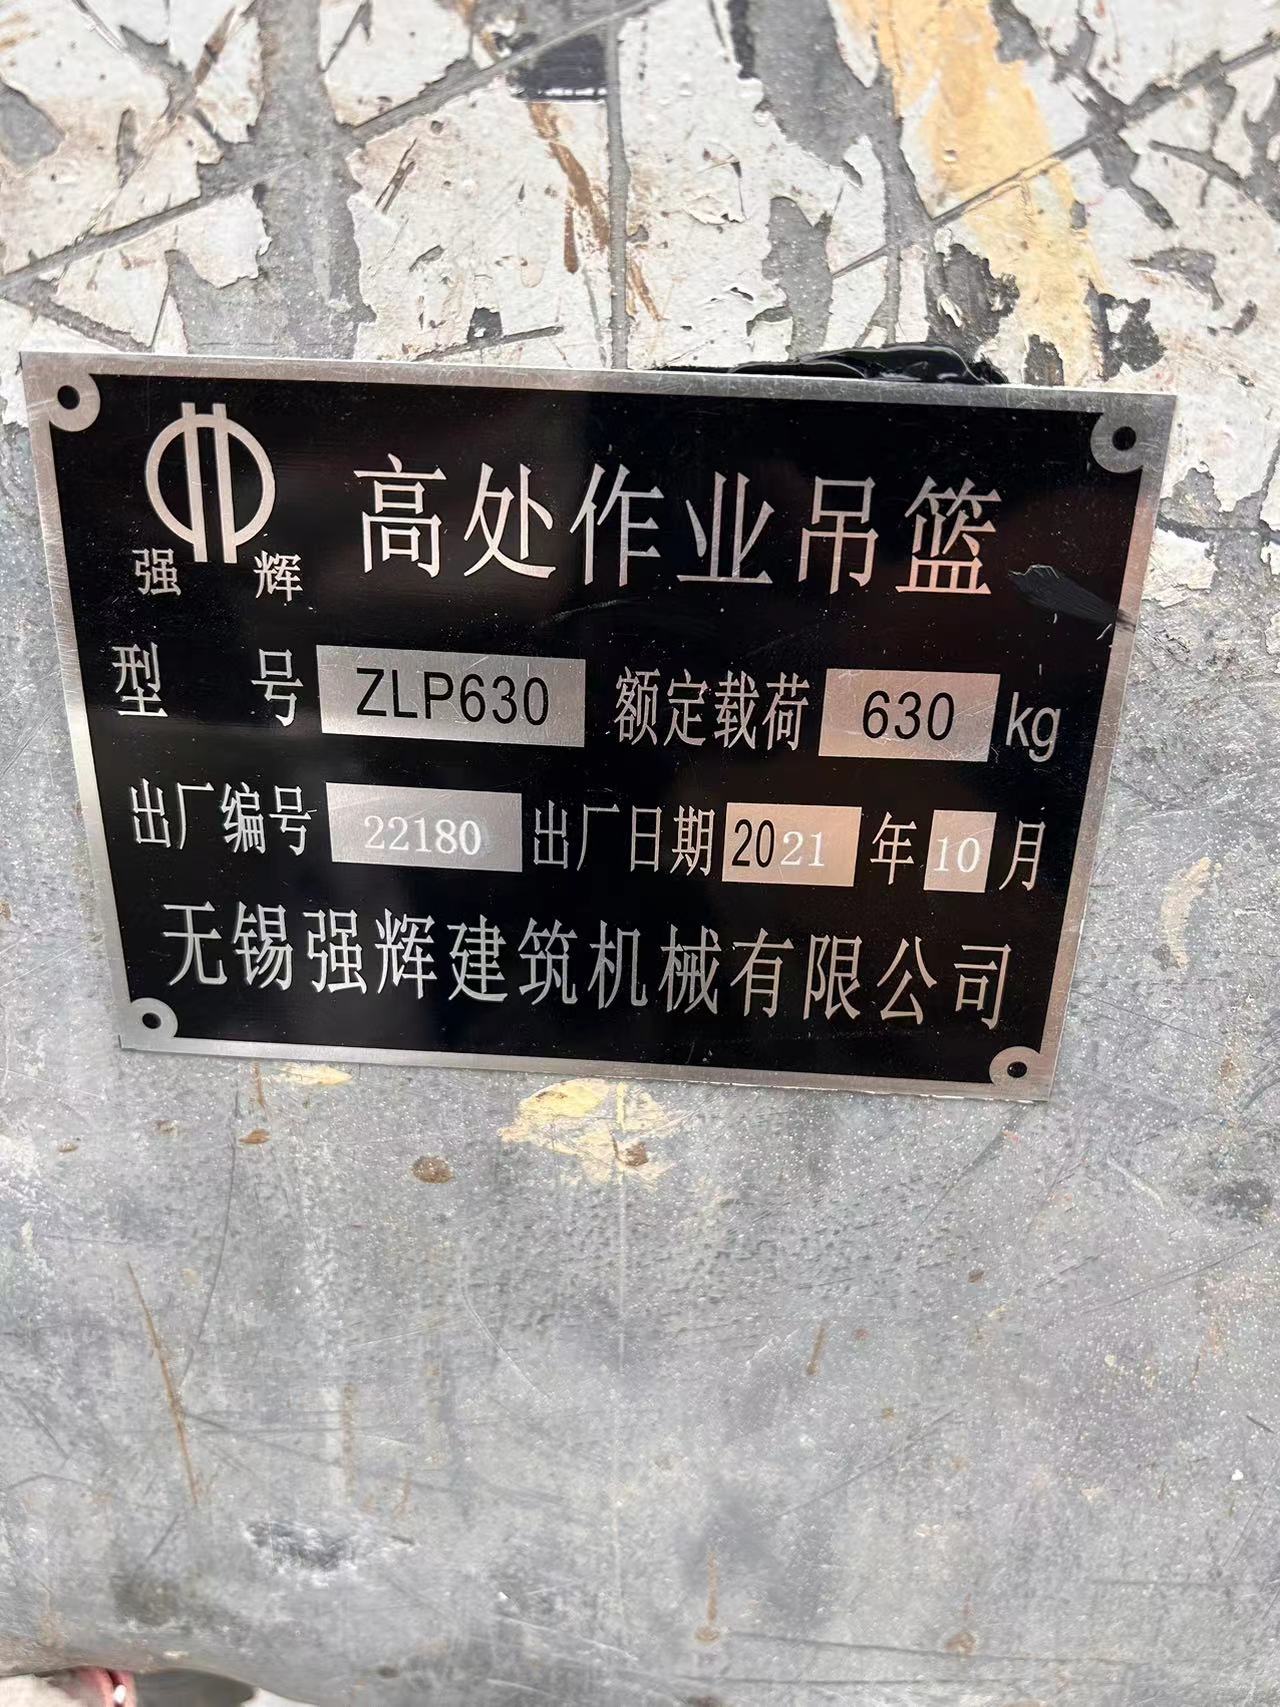 强辉 高处作业吊篮
型号 ZLP630 额定载荷 630 kg
出厂编号 22180 出厂日期 2021 年 10 月
无锡强辉建筑机械有限公司